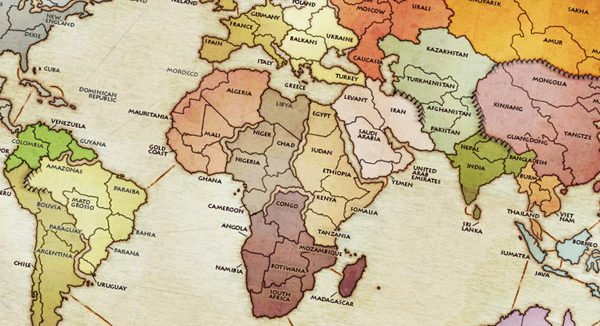 POLAND
URALS
SAKHA
NEW
ENGLAND
DIXIE
GERMANY
FRANCE
UKRAINE
BALKANS
SPAIN
ITALY
CAUCASIA
KAZAKHSTAN
AMUR
MONGOLIA
CUBA
MOROCCO
GREECE
TURKEY
TURKMENISTAN
DOMINICAN
REPUBLIC
ALGERIA
LIBYA
EGYPT
LEVANT
IRAN
AFGHANISTAN
XINJIANG
MAURITANIA
VENEZUELA
MALI
NIGER
CHAD
SUDAN
SAUDI
ARABIA
PAKISTAN
GUANGDONG
YANGTZE
COLOMBIA
GUYANA
GOLD
COAST
NIGERIA
NEPAL
INDIA
BANGLADESH
AMAZONAS
GHANA
ETHIOPIA
YEMEN
UNITED
ARAB
EMIRATES
BURMA
PERU
PARAIBA
BOLIVIA
MATO
GROSSO
CAMEROON
CONGO
KENYA
SOMALIA
SRI
LANKA
THAILAND
VIET
NAM
PARAGUAY
BAHIA
ANGOLA
TANZANIA
BORNEO
ARGENTINA
PARANA
MOZAMBIQUE
SUMATRA
CHILE
URUGUAY
NAMIBIA
BOTSWANA
SOUTH
AFRICA
MADAGASCAR
JAVA